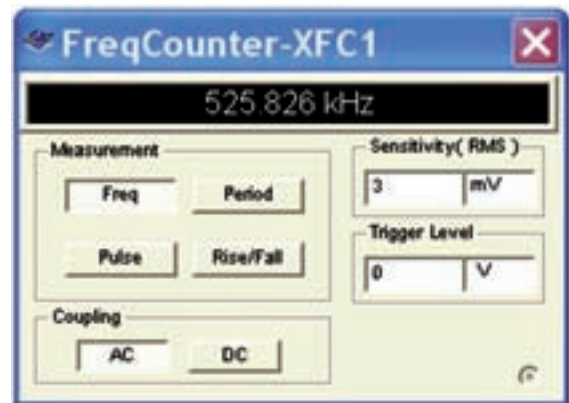 FreqCounter-XFC1
525.826 kHz
Measurement
Freq Period
Pulse Rise/Fall
Coupling
AC DC
Sensitivity( RMS )
3 mV
Trigger Level
0 V